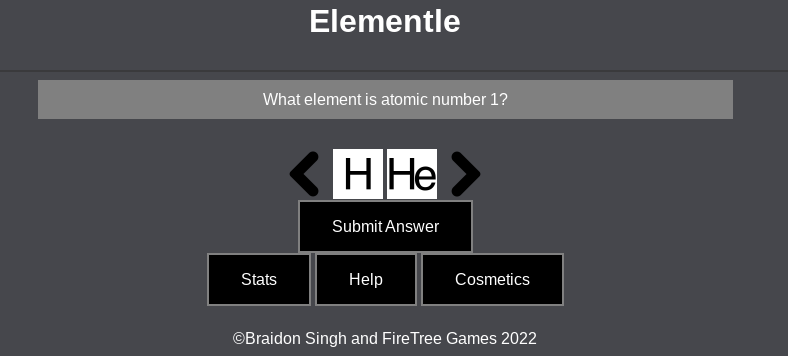 Elementle
What element is atomic number 1?
H He
Submit Answer
Stats Help Cosmetics
©Braidon Singh and FireTree Games 2022